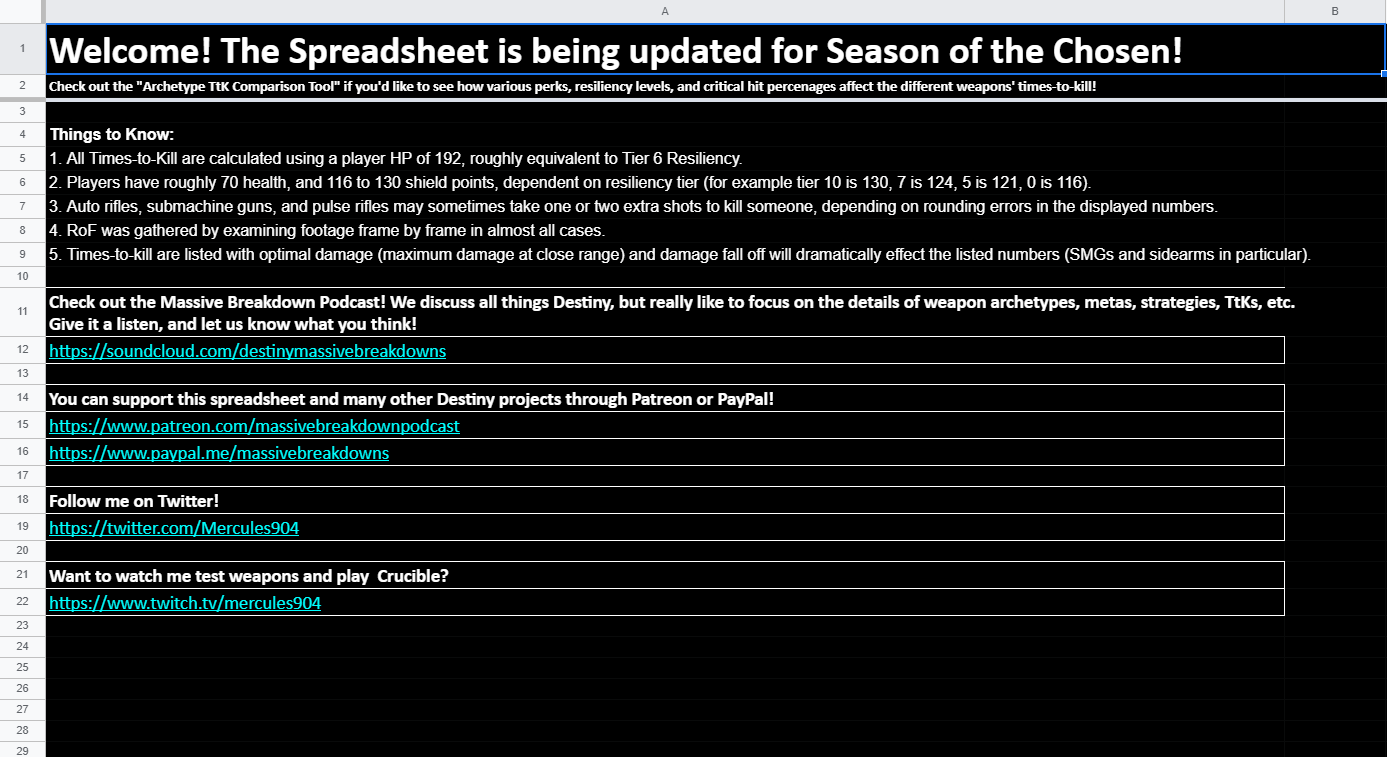 A B
1 Welcome! The Spreadsheet is being updated for Season of the Chosen!
2 Check out the "Archetype TtK Comparison Tool" if you'd like to see how various perks, resiliency levels, and critical hit percenages affect the different weapons' times-to-kill!
3
4 Things to Know:
5 1. All Times-to-Kill are calculated using a player HP of 192, roughly equivalent to Tier 6 Resiliency.
6 2. Players have roughly 70 health, and 116 to 130 shield points, dependent on resiliency tier (for example tier 10 is 130, 7 is 124, 5 is 121, 0 is 116).
7 3. Auto rifles, submachine guns, and pulse rifles may sometimes take one or two extra shots to kill someone, depending on rounding errors in the displayed numbers.
8 4. RoF was gathered by examining footage frame by frame in almost all cases.
9 5. Times-to-kill are listed with optimal damage (maximum damage at close range) and damage fall off will dramatically effect the listed numbers (SMGs and sidearms in particular).
10
11 Check out the Massive Breakdown Podcast! We discuss all things Destiny, but really like to focus on the details of weapon archetypes, metas, strategies, TtKs, etc.
Give it a listen, and let us know what you think!
12 https://soundcloud.com/destinymassivebreakdowns
13
14 You can support this spreadsheet and many other Destiny projects through Patreon or PayPal!
15 https://www.patreon.com/massivebreakdownpodcast
16 https://www.paypal.me/massivebreakdowns
17
18 Follow me on Twitter!
19 https://twitter.com/Mercules904
20
21 Want to watch me test weapons and play  Crucible?
22 https://www.twitch.tv/mercules904
23
24
25
26
27
28
29